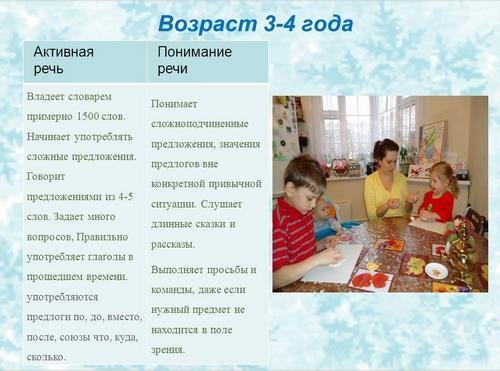 Возраст 3-4 года
Активная
речь
Понимание
речи
Владеет словарем
примерно 1500 слов.
Начинает употреблять
сложные предложения.
Говорит
предложениями из 4-5
слов. Задает много
вопросов, Правильно
употребляет глаголы в
прошедшем времени.
употребляются
предлоги по, до, вместо,
после, союзы что, куда,
сколько.
Понимает
сложноподчиненные
предложения, значения
предлогов вне
конкретной привычной
ситуации. Слушает
длинные сказки и
рассказы.
Выполняет просьбы и
команды, даже если
нужный предмет не
находится в поле
зрения.